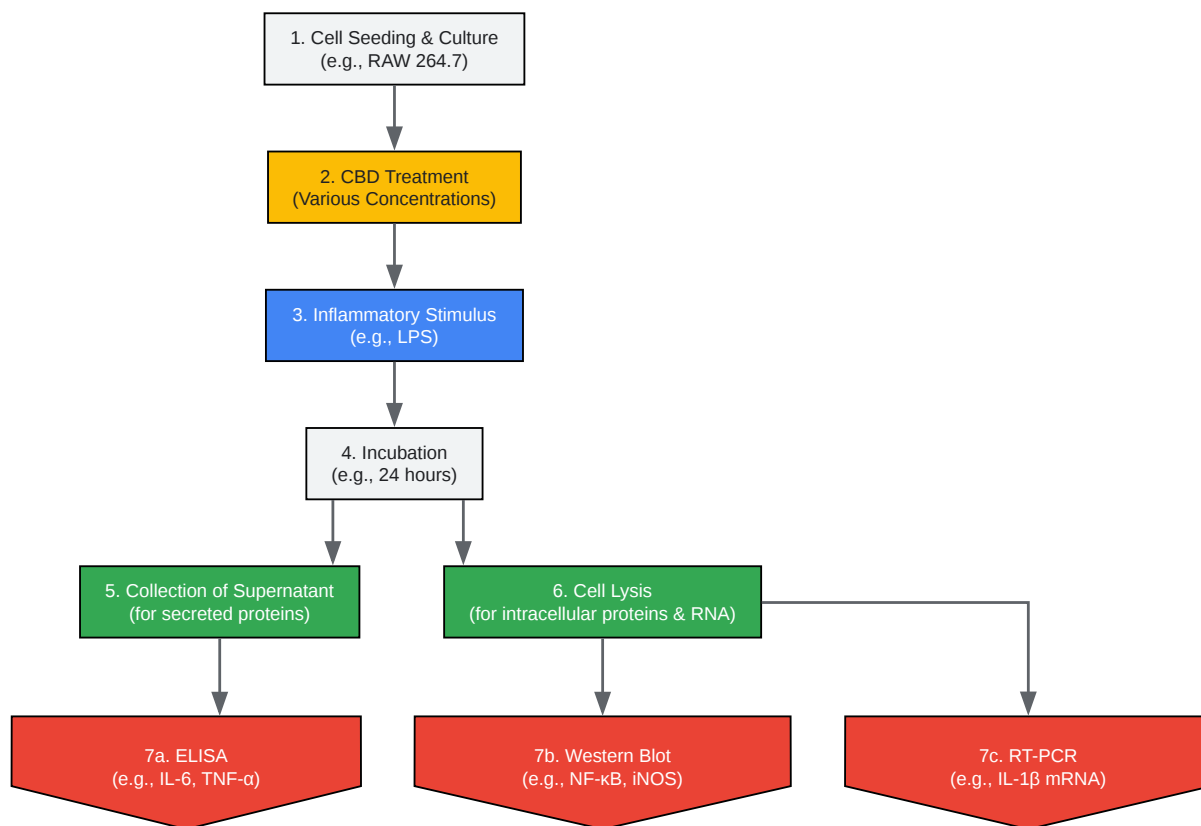 1. Cell Seeding & Culture
(e.g., RAW 264.7)
2. CBD Treatment
(Various Concentrations)
3. Inflammatory Stimulus
(e.g., LPS)
4. Incubation
(e.g., 24 hours)
5. Collection of Supernatant
(for secreted proteins)
6. Cell Lysis
(for intracellular proteins & RNA)
7a. ELISA
(e.g., IL-6, TNF-α)
7b. Western Blot
(e.g., NF-κB, iNOS)
7c. RT-PCR
(e.g., IL-1β mRNA)